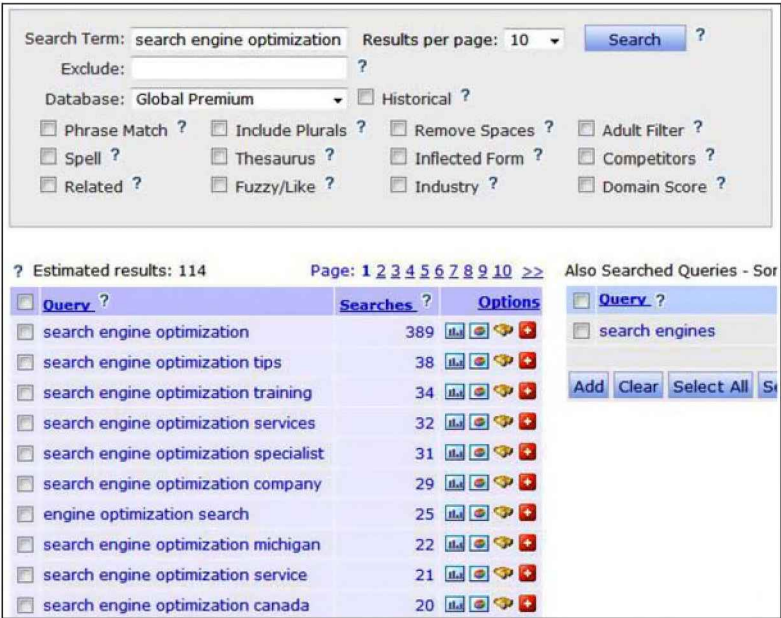 Search Term: search engine optimization Results per page: 10 Search ?
Exclude: ?
Database: Global Premium Historical ?
Phrase Match ? Include Plurals ? Remove Spaces ? Adult Filter ?
Spell ? Thesaurus ? Inflected Form ? Competitors ?
Related ? Fuzzy/Like ? Industry ? Domain Score ?
? Estimated results: 114 Page: 1 2 3 4 5 6 7 8 9 10 >>
Query ? Searches ? Options
search engine optimization 389
search engine optimization tips 38
search engine optimization training 34
search engine optimization services 32
search engine optimization specialist 31
search engine optimization company 29
engine optimization search 25
search engine optimization michigan 22
search engine optimization service 21
search engine optimization canada 20
Also Searched Queries -
Query ?
search engines
Add Clear Select All